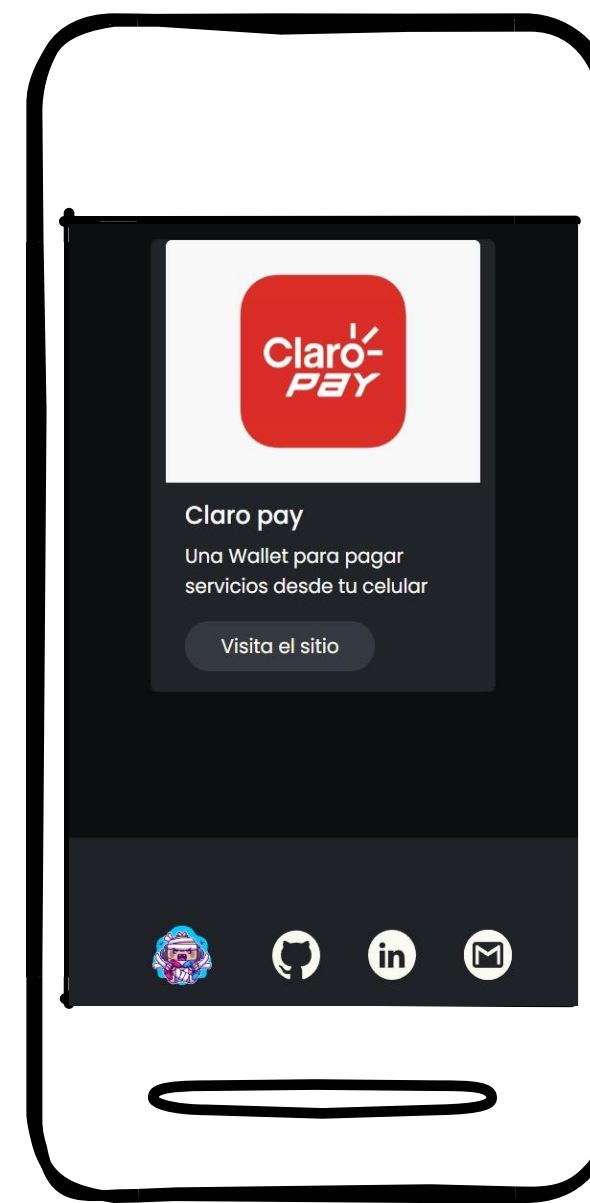 Claro
PAY
Claro pay
Una Wallet para pagar
servicios desde tu celular
Visita el sitio
in